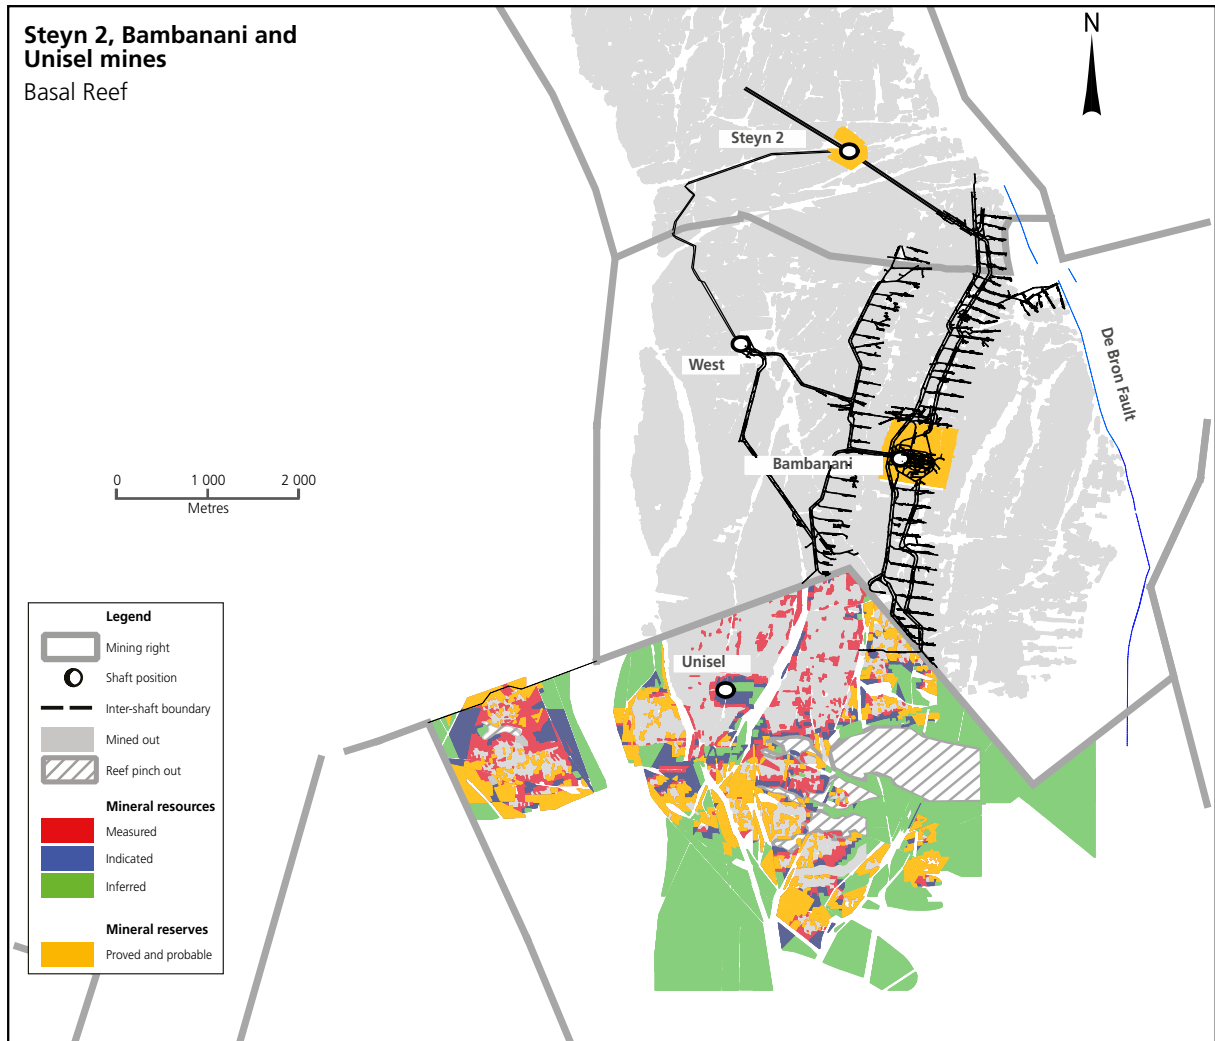 Steyn 2, Bambanani and
Unisel mines
Basal Reef
N
Steyn 2
West
De Bron Fault
Bambanani
0 1 000 2 000
Metres
Unisel
Legend
Mining right
Shaft position
Inter-shaft boundary
Mined out
Reef pinch out
Mineral resources
Measured
Indicated
Inferred
Mineral reserves
Proved and probable